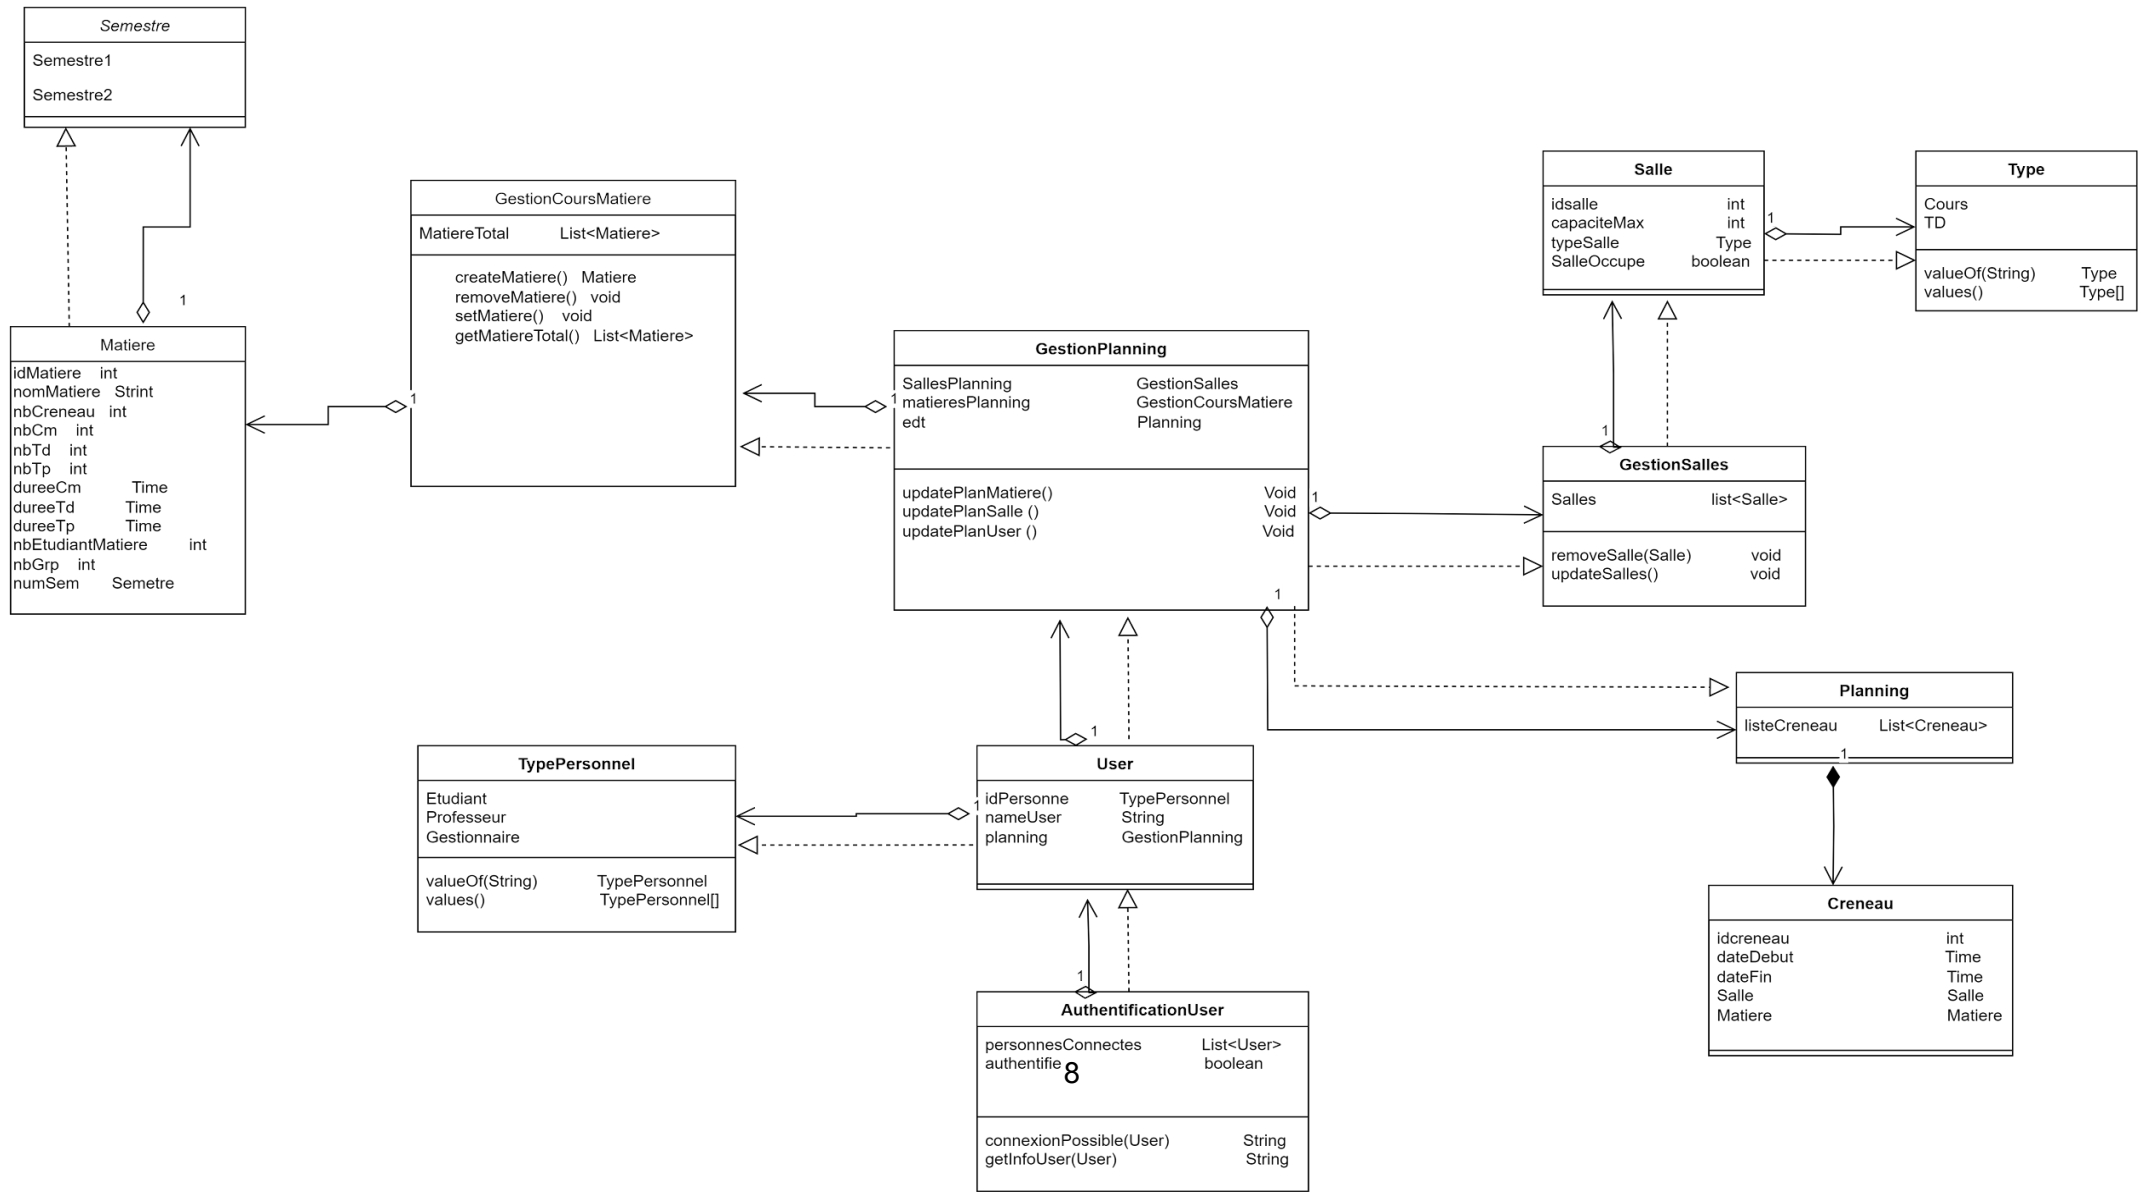 Semestre
Semestre1
Semestre2
1
Matiere
idMatiere int
nomMatiere Strint
nbCreneau int
nbCm int
nbTd int
nbTp int
dureeCm Time
dureeTd Time
dureeTp Time
nbEtudiantMatiere int
nbGrp int
numSem Semetre
GestionCoursMatiere
MatiereTotal List<Matiere>
createMatiere() Matiere
removeMatiere() void
setMatiere() void
getMatiereTotal() List<Matiere>
1
GestionPlanning
SallesPlanning GestionSalles
matieresPlanning GestionCoursMatiere
edt Planning
updatePlanMatiere() Void
updatePlanSalle () Void
updatePlanUser () Void
1
1
1
Salle
idsalle int
capaciteMax int
typeSalle Type
SalleOccupe boolean
1
Type
Cours
TD
valueOf(String) Type
values() Type[]
1
GestionSalles
Salles list<Salle>
removeSalle(Salle) void
updateSalles() void
Planning
listeCreneau List<Creneau>
1
Creneau
idcreneau int
dateDebut Time
dateFin Time
Salle Salle
Matiere Matiere
TypePersonnel
Etudiant
Professeur
Gestionnaire
valueOf(String) TypePersonnel
values() TypePersonnel[]
1
User
1
idPersonne TypePersonnel
nameUser String
planning GestionPlanning
1
AuthentificationUser
personnesConnectes List<User>
authentifie boolean
8
connexionPossible(User) String
getInfoUser(User) String